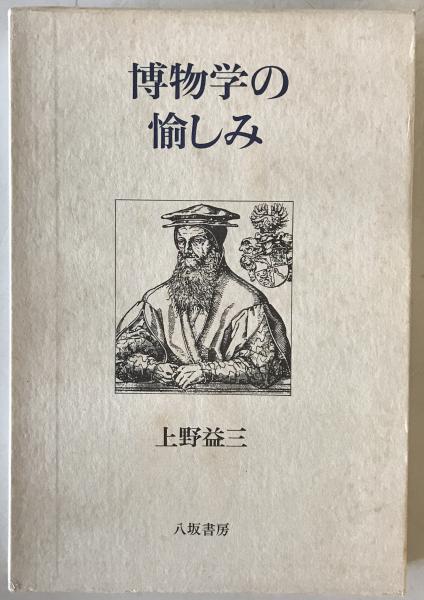 博物学の
愉しみ
上野益三
八坂書房